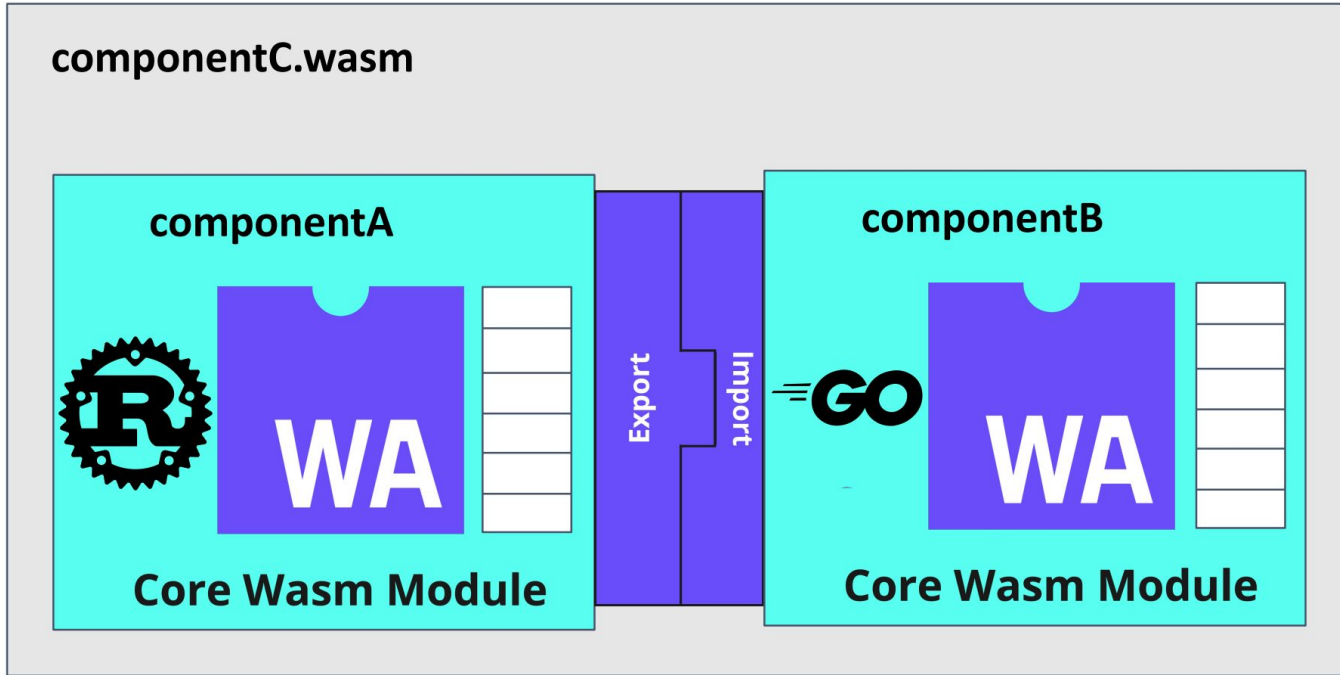 componentC.wasm
componentA
R
WA
Core Wasm Module
Export
Import
componentB
GO
WA
Core Wasm Module